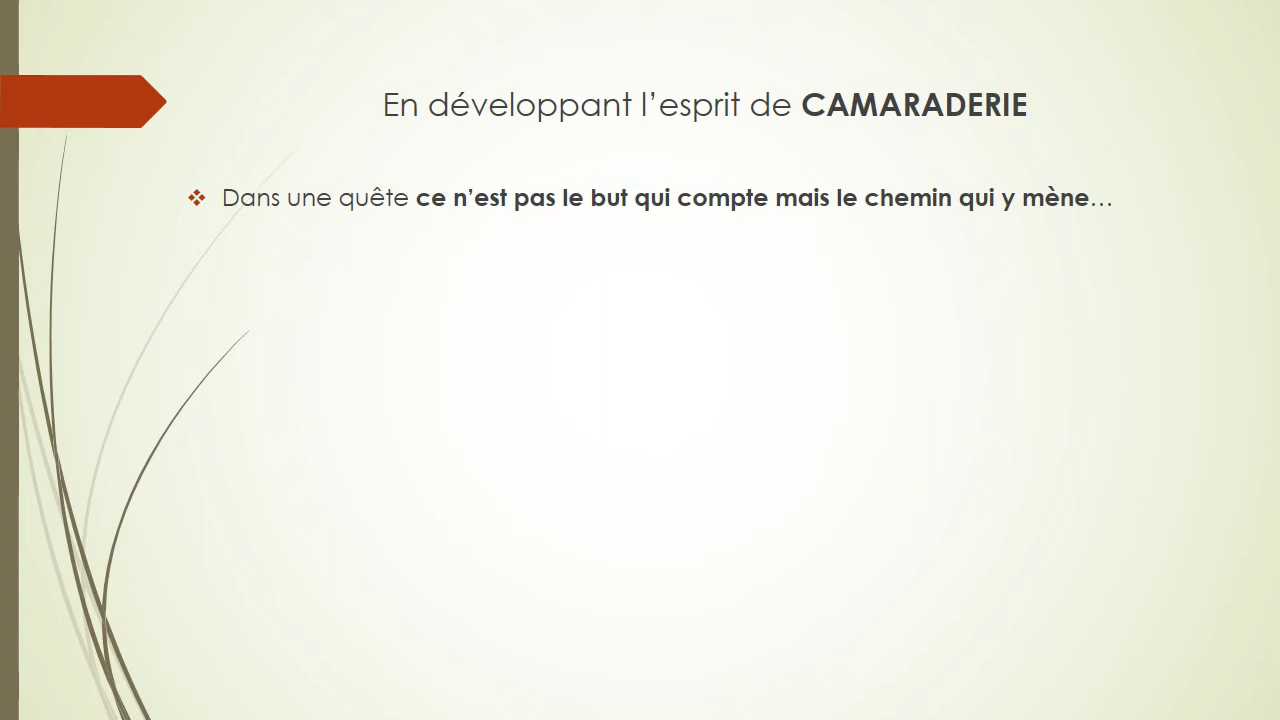 En développant l’esprit de CAMARADERIE
Dans une quête ce n’est pas le but qui compte mais le chemin qui y mène…